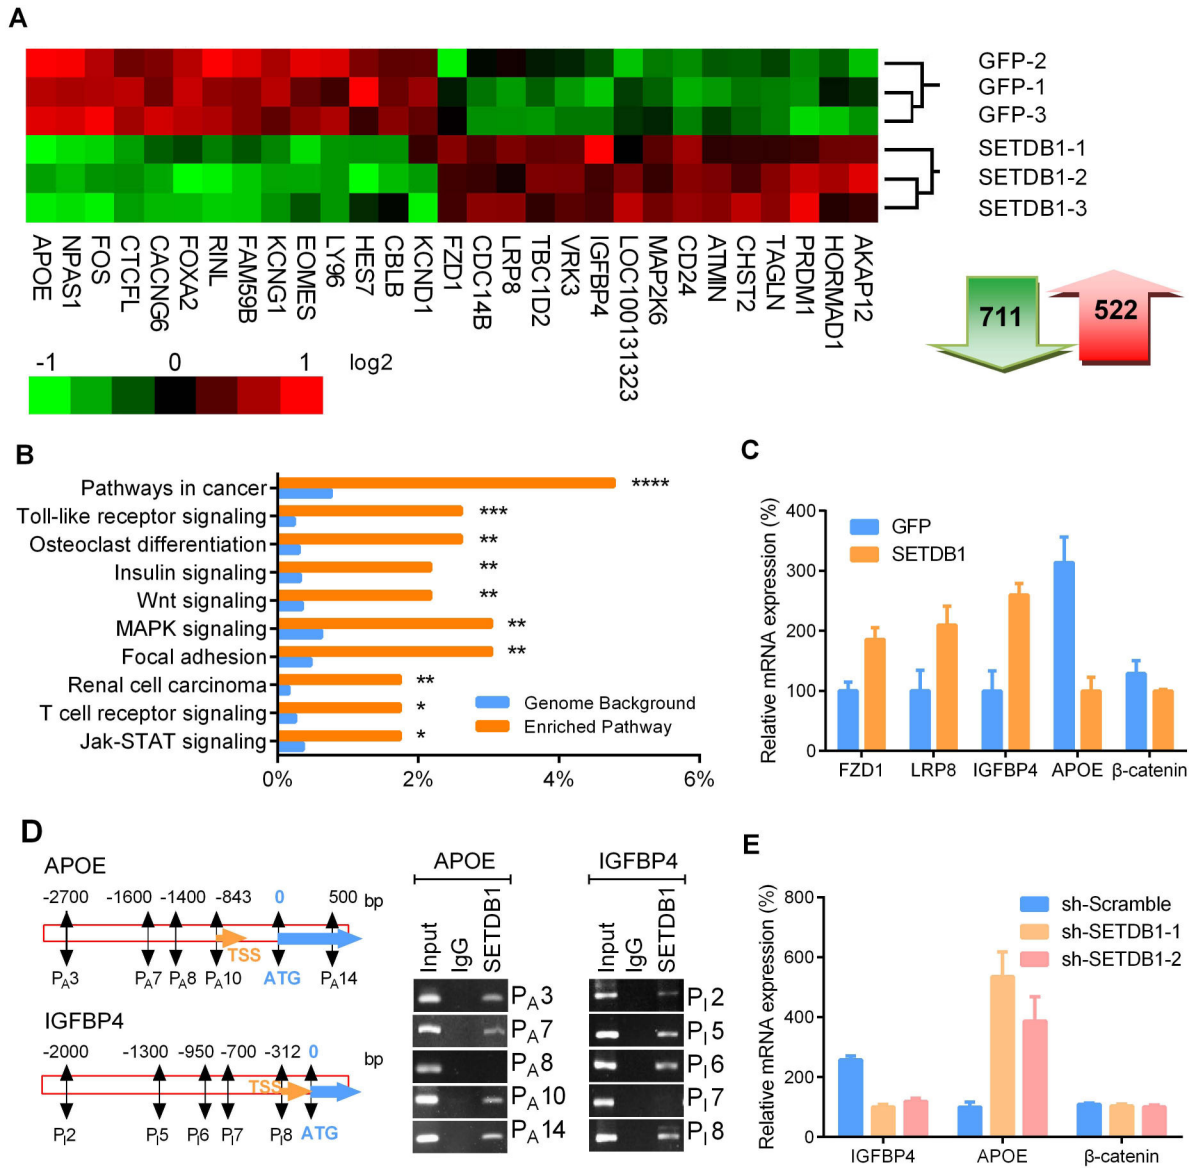 A
GFP-2
GFP-1
GFP-3
SETDB1-1
SETDB1-2
SETDB1-3
APOE
NPAS1
FOS
CTCFL
CACNG6
FOXA2
RINL
FAM59B
KCNG1
EOMES
LY96
HES7
CBLB
KCND1
FZD1
CDC14B
LRP8
TBC1D2
VRK3
IGFBP4
LOC100131323
MAP2K6
CD24
ATMIN
CHST2
TAGLN
PRDM1
HORMAD1
AKAP12
-1 0 1 log2
711
522
B
Pathways in cancer ****
Toll-like receptor signaling ***
Osteoclast differentiation **
Insulin signaling **
Wnt signaling **
MAPK signaling **
Focal adhesion **
Renal cell carcinoma **
T cell receptor signaling *
Jak-STAT signaling *
Genome Background
Enriched Pathway
0% 2% 4% 6%
C
Relative mRNA expression (%)
400
300
200
100
0
GFP
SETDB1
FZD1 LRP8 IGFBP4 APOE β-catenin
D
APOE
-2700 -1600 -1400 -843 0 500 bp
TSS
PA3 PA7 PA8 PA10 ATG PA14
IGFBP4
-2000 -1300 -950 -700 -312 0 bp
TSS
PI2 PI5 PI6 PI7 PI8 ATG
APOE
Input IgG SETDB1
PA3
PA7
PA8
PA10
PA14
IGFBP4
Input IgG SETDB1
PI2
PI5
PI6
PI7
PI8
E
Relative mRNA expression (%)
800
600
400
200
0
sh-Scramble
sh-SETDB1-1
sh-SETDB1-2
IGFBP4 APOE β-catenin